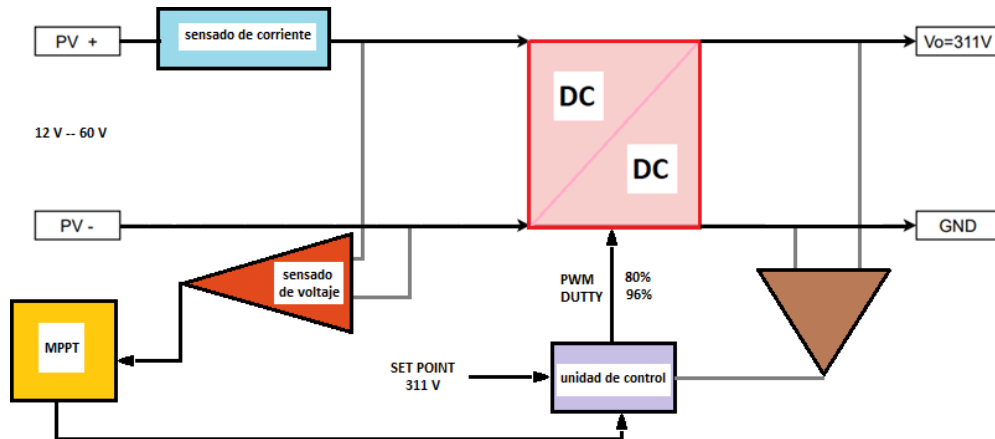 PV +
sensado de corriente
Vo=311V
DC
DC
12 V -- 60 V
PV -
GND
sensado
de voltaje
PWM
DUTTY
80%
96%
MPPT
SET POINT
311 V
unidad de control